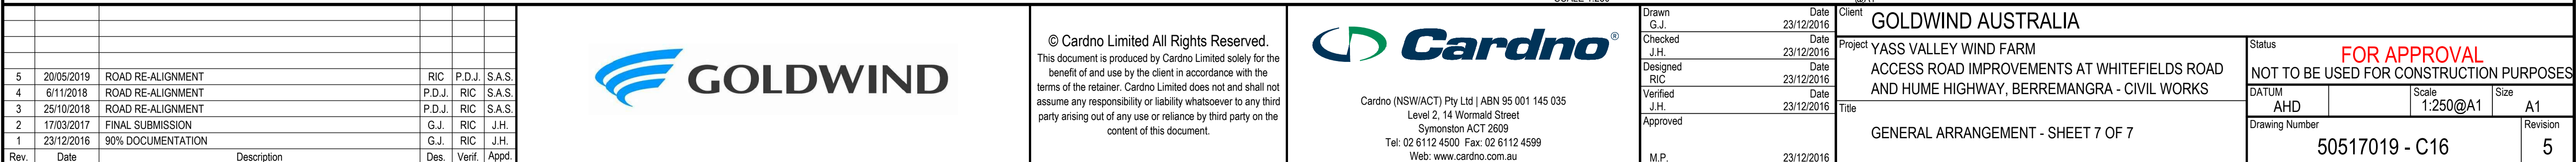 5 20/05/2019 ROAD RE-ALIGNMENT RIC P.D.J. S.A.S.
4 6/11/2018 ROAD RE-ALIGNMENT P.D.J. RIC S.A.S.
3 25/10/2018 ROAD RE-ALIGNMENT P.D.J. RIC S.A.S.
2 17/03/2017 FINAL SUBMISSION G.J. RIC J.H.
1 23/12/2016 90% DOCUMENTATION G.J. RIC J.H.
Rev. Date Description Des. Verif. Appd.
GOLDWIND
© Cardno Limited All Rights Reserved.
This document is produced by Cardno Limited solely for the
benefit of and use by the client in accordance with the
terms of the retainer. Cardno Limited does not and shall not
assume any responsibility or liability whatsoever to any third
party arising out of any use or reliance by third party on the
content of this document.
Cardno®
Cardno (NSW/ACT) Pty Ltd | ABN 95 001 145 035
Level 2, 14 Wormald Street
Symonston ACT 2609
Tel: 02 6112 4500 Fax: 02 6112 4599
Web: www.cardno.com.au
Drawn Date
G.J. 23/12/2016
Checked Date
J.H. 23/12/2016
Designed Date
RIC 23/12/2016
Verified Date
J.H. 23/12/2016
Approved
M.P. 23/12/2016
Client GOLDWIND AUSTRALIA
Project YASS VALLEY WIND FARM
ACCESS ROAD IMPROVEMENTS AT WHITEFIELDS ROAD
AND HUME HIGHWAY, BERREMANGRA - CIVIL WORKS
Title
GENERAL ARRANGEMENT - SHEET 7 OF 7
Status
FOR APPROVAL
NOT TO BE USED FOR CONSTRUCTION PURPOSES
DATUM Scale Size
AHD 1:250@A1 A1
Drawing Number Revision
50517019 - C16 5